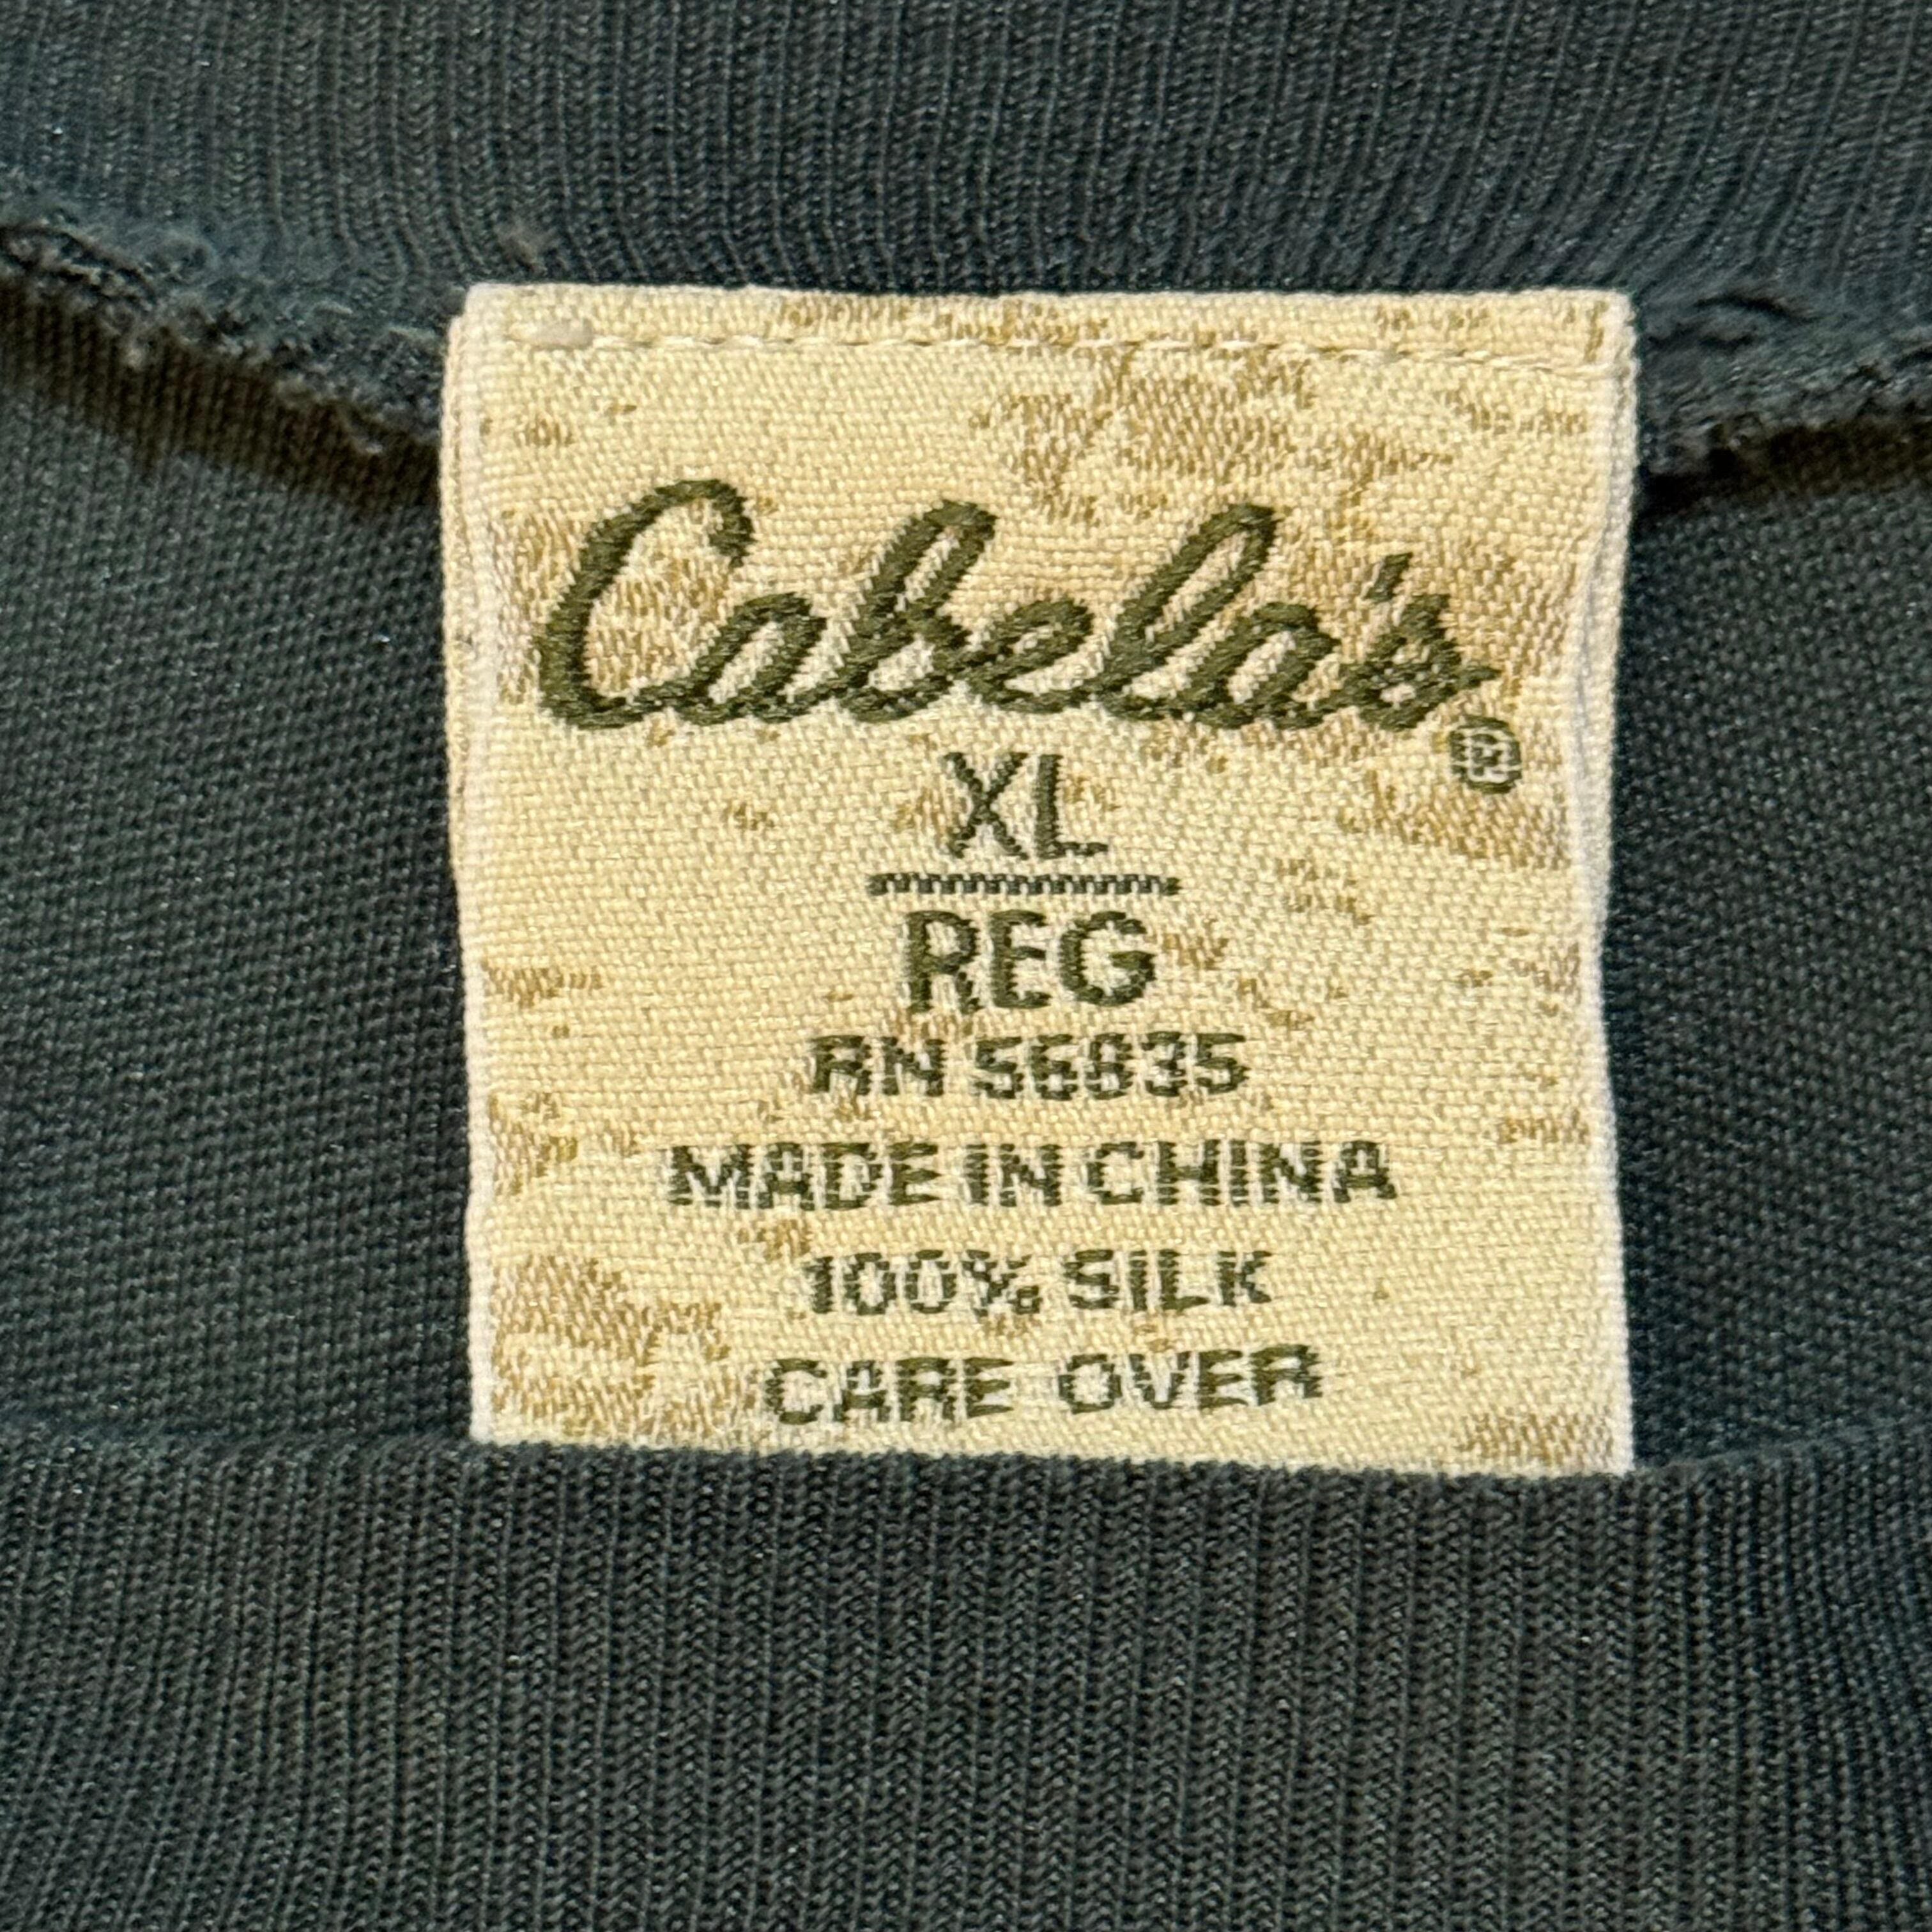 Cabela's®
XL
REG
RN 56835
MADE IN CHINA
100% SILK
CARE OVER